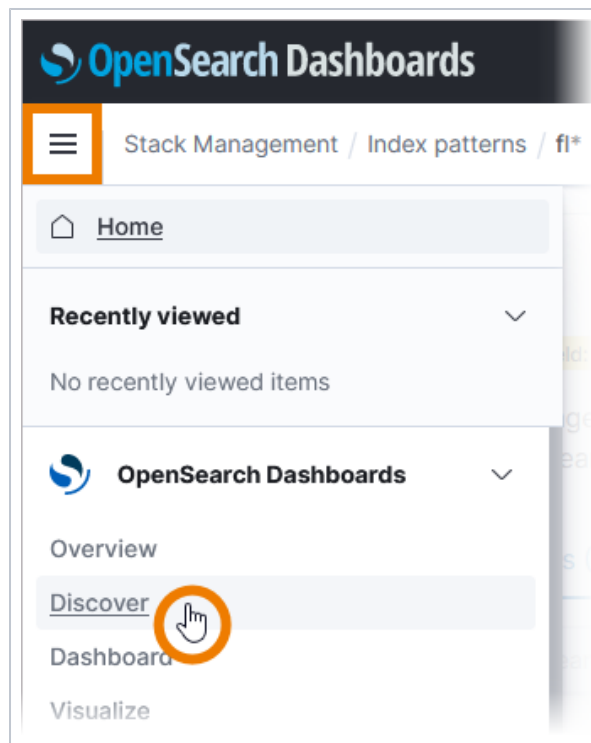 OpenSearch Dashboards
Stack Management / Index patterns / fl*
Home
Recently viewed
No recently viewed items
OpenSearch Dashboards
Overview
Discover
Dashboard
Visualize